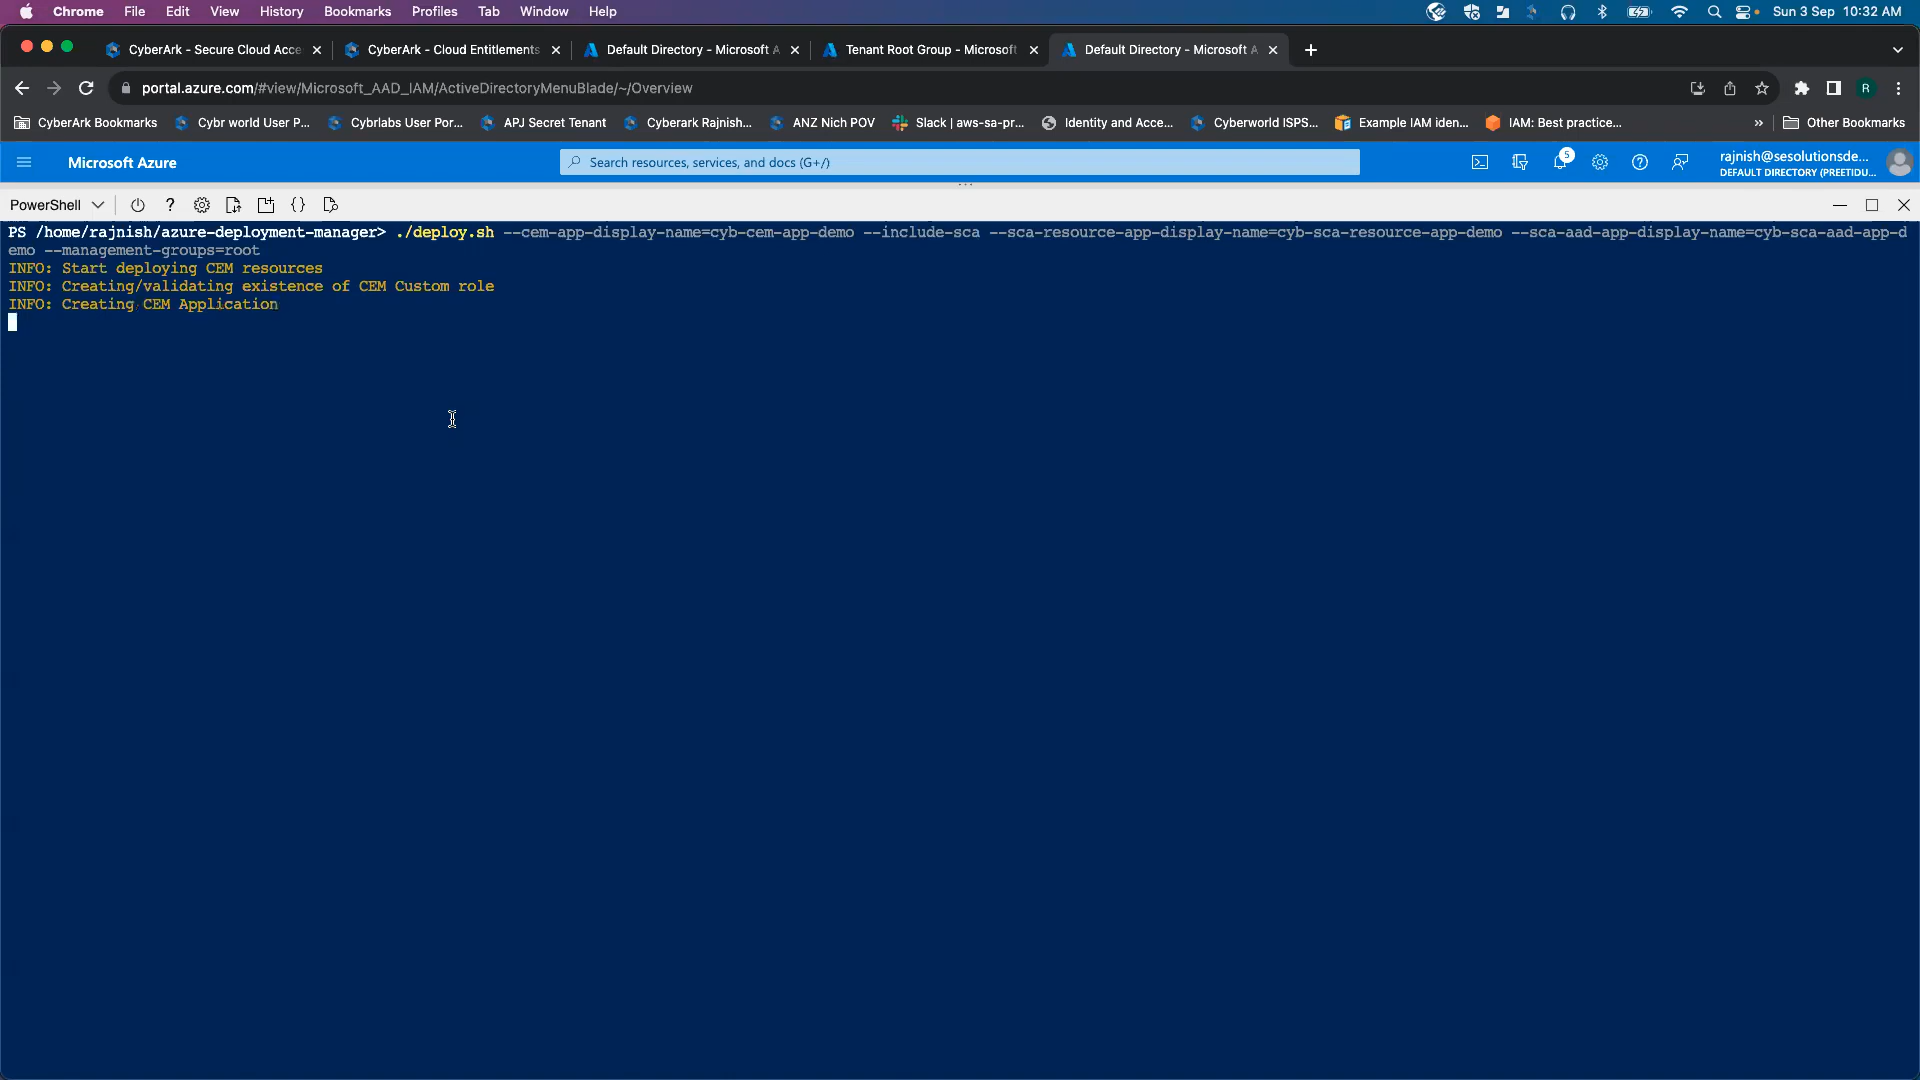 Chrome File Edit View History Bookmarks Profiles Tab Window Help Sun 3 Sep 10:32 AM
CyberArk - Secure Cloud Acce CyberArk - Cloud Entitlements Default Directory - Microsoft A Tenant Root Group - Microsoft Default Directory - Microsoft A
portal.azure.com/#view/Microsoft_AAD_IAM/ActiveDirectoryMenuBlade/~/Overview R
CyberArk Bookmarks Cybr world User P... Cybrlabs User Por... APJ Secret Tenant Cyberark Rajnish... ANZ Nich POV Slack | aws-sa-pr... Identity and Acce... Cyberworld ISPS... Example IAM iden... IAM: Best practice... » Other Bookmarks
Microsoft Azure Search resources, services, and docs (G+/) 5 rajnish@sesolutionsde...
DEFAULT DIRECTORY (PREETIDU...
PowerShell ? {}
PS /home/rajnish/azure-deployment-manager> ./deploy.sh --cem-app-display-name=cyb-cem-app-demo --include-sca --sca-resource-app-display-name=cyb-sca-resource-app-demo --sca-aad-app-display-name=cyb-sca-aad-app-d
emo --management-groups=root
INFO: Start deploying CEM resources
INFO: Creating/validating existence of CEM Custom role
INFO: Creating CEM Application